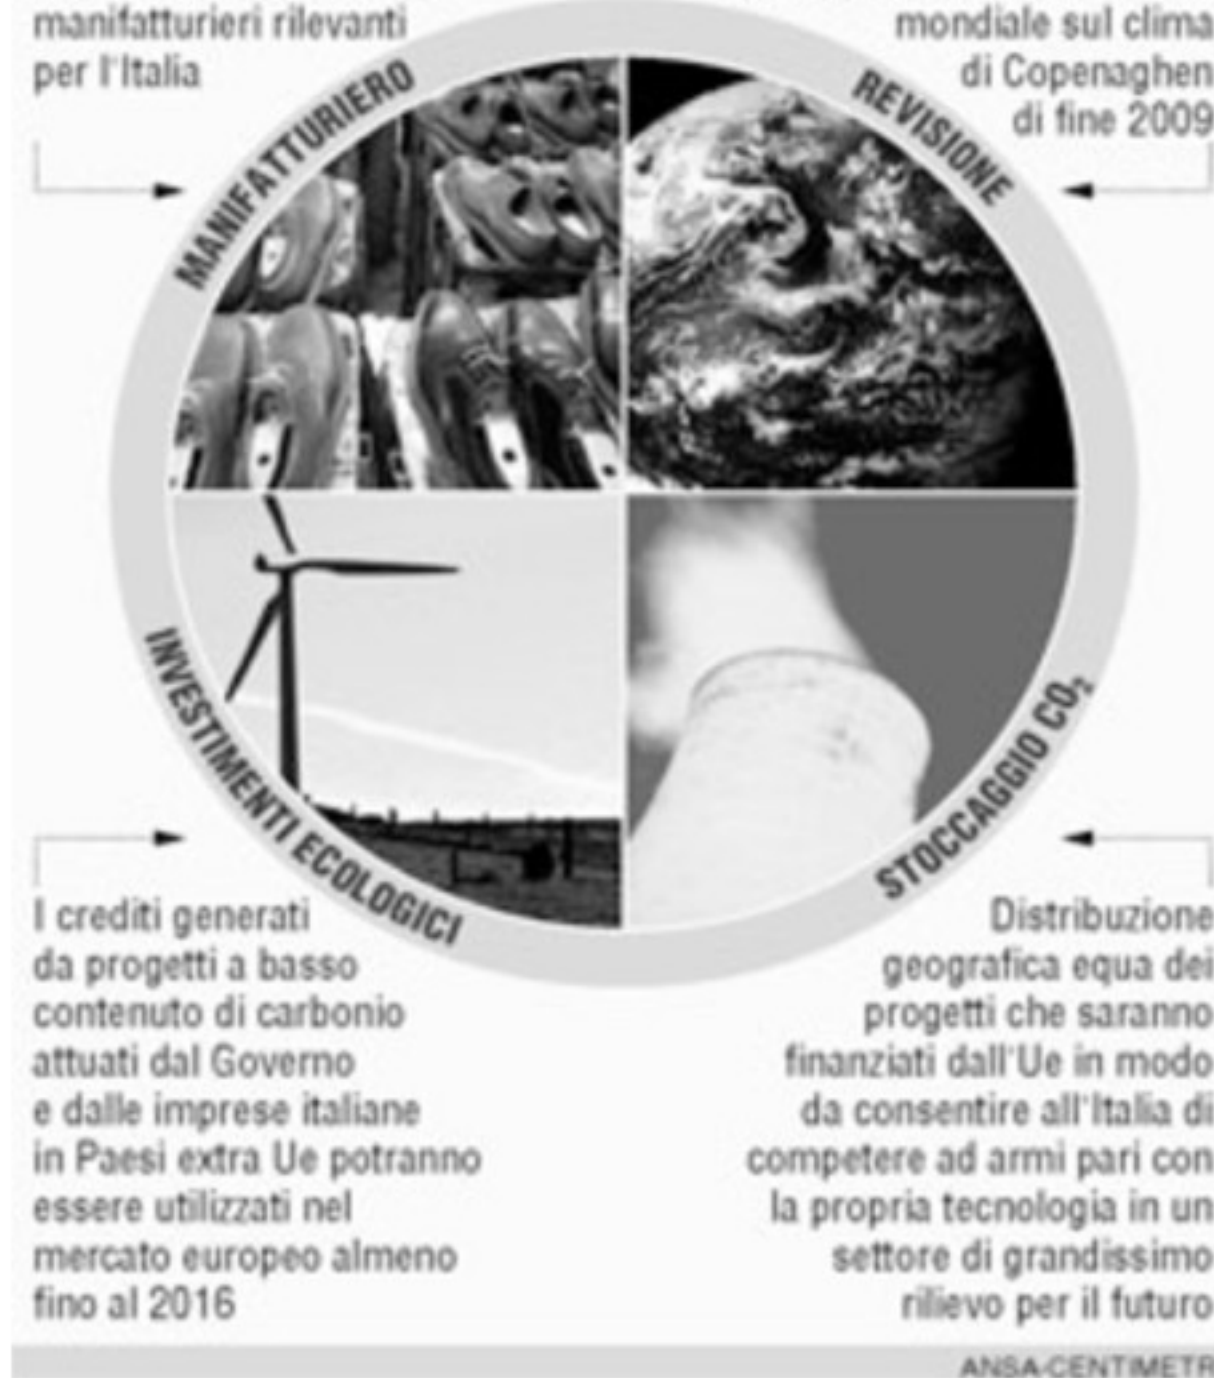 manifatturieri rilevanti
per l'Italia
mondiale sul clima
di Copenaghen
di fine 2009
MANIFATTURIERO
REVISIONE
INVESTIMENTI ECOLOGICI
STOCCAGGIO CO₂
I crediti generati
da progetti a basso
contenuto di carbonio
attuati dal Governo
e dalle imprese italiane
in Paesi extra Ue potranno
essere utilizzati nel
mercato europeo almeno
fino al 2016
Distribuzione
geografica equa dei
progetti che saranno
finanziati dall'Ue in modo
da consentire all'Italia di
competere ad armi pari con
la propria tecnologia in un
settore di grandissimo
rilievo per il futuro
ANSA-CENTIMETR